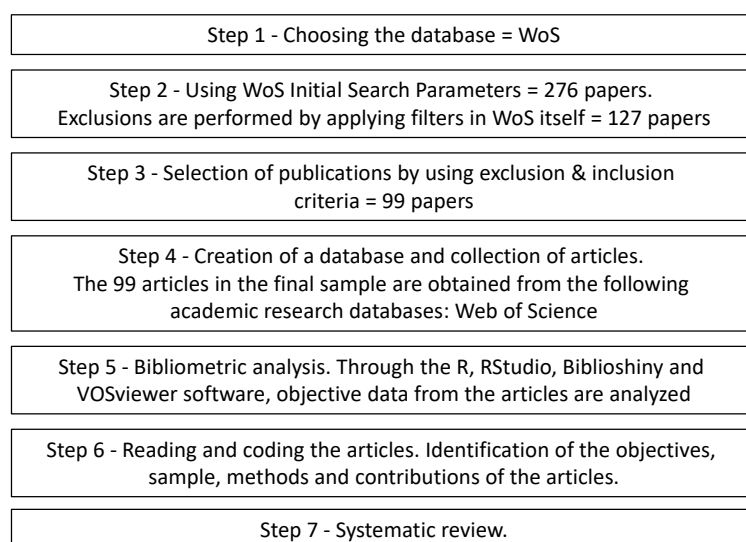 Step 1 - Choosing the database = WoS
Step 2 - Using WoS Initial Search Parameters = 276 papers.
Exclusions are performed by applying filters in WoS itself = 127 papers
Step 3 - Selection of publications by using exclusion & inclusion
criteria = 99 papers
Step 4 - Creation of a database and collection of articles.
The 99 articles in the final sample are obtained from the following
academic research databases: Web of Science
Step 5 - Bibliometric analysis. Through the R, RStudio, Biblioshiny and
VOSviewer software, objective data from the articles are analyzed
Step 6 - Reading and coding the articles. Identification of the objectives,
sample, methods and contributions of the articles.
Step 7 - Systematic review.